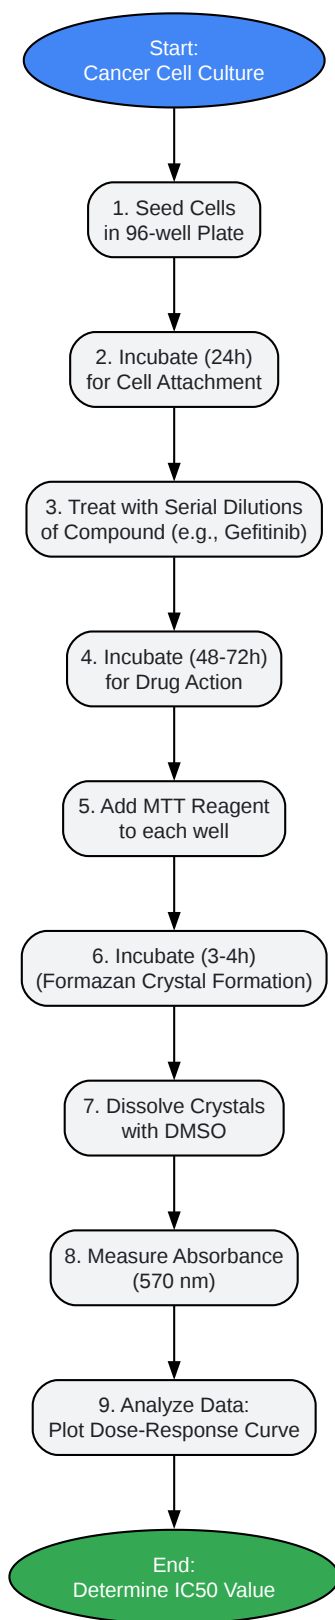 Start:
Cancer Cell Culture
1. Seed Cells
in 96-well Plate
2. Incubate (24h)
for Cell Attachment
3. Treat with Serial Dilutions
of Compound (e.g., Gefitinib)
4. Incubate (48-72h)
for Drug Action
5. Add MTT Reagent
to each well
6. Incubate (3-4h)
(Formazan Crystal Formation)
7. Dissolve Crystals
with DMSO
8. Measure Absorbance
(570 nm)
9. Analyze Data:
Plot Dose-Response Curve
End:
Determine IC50 Value